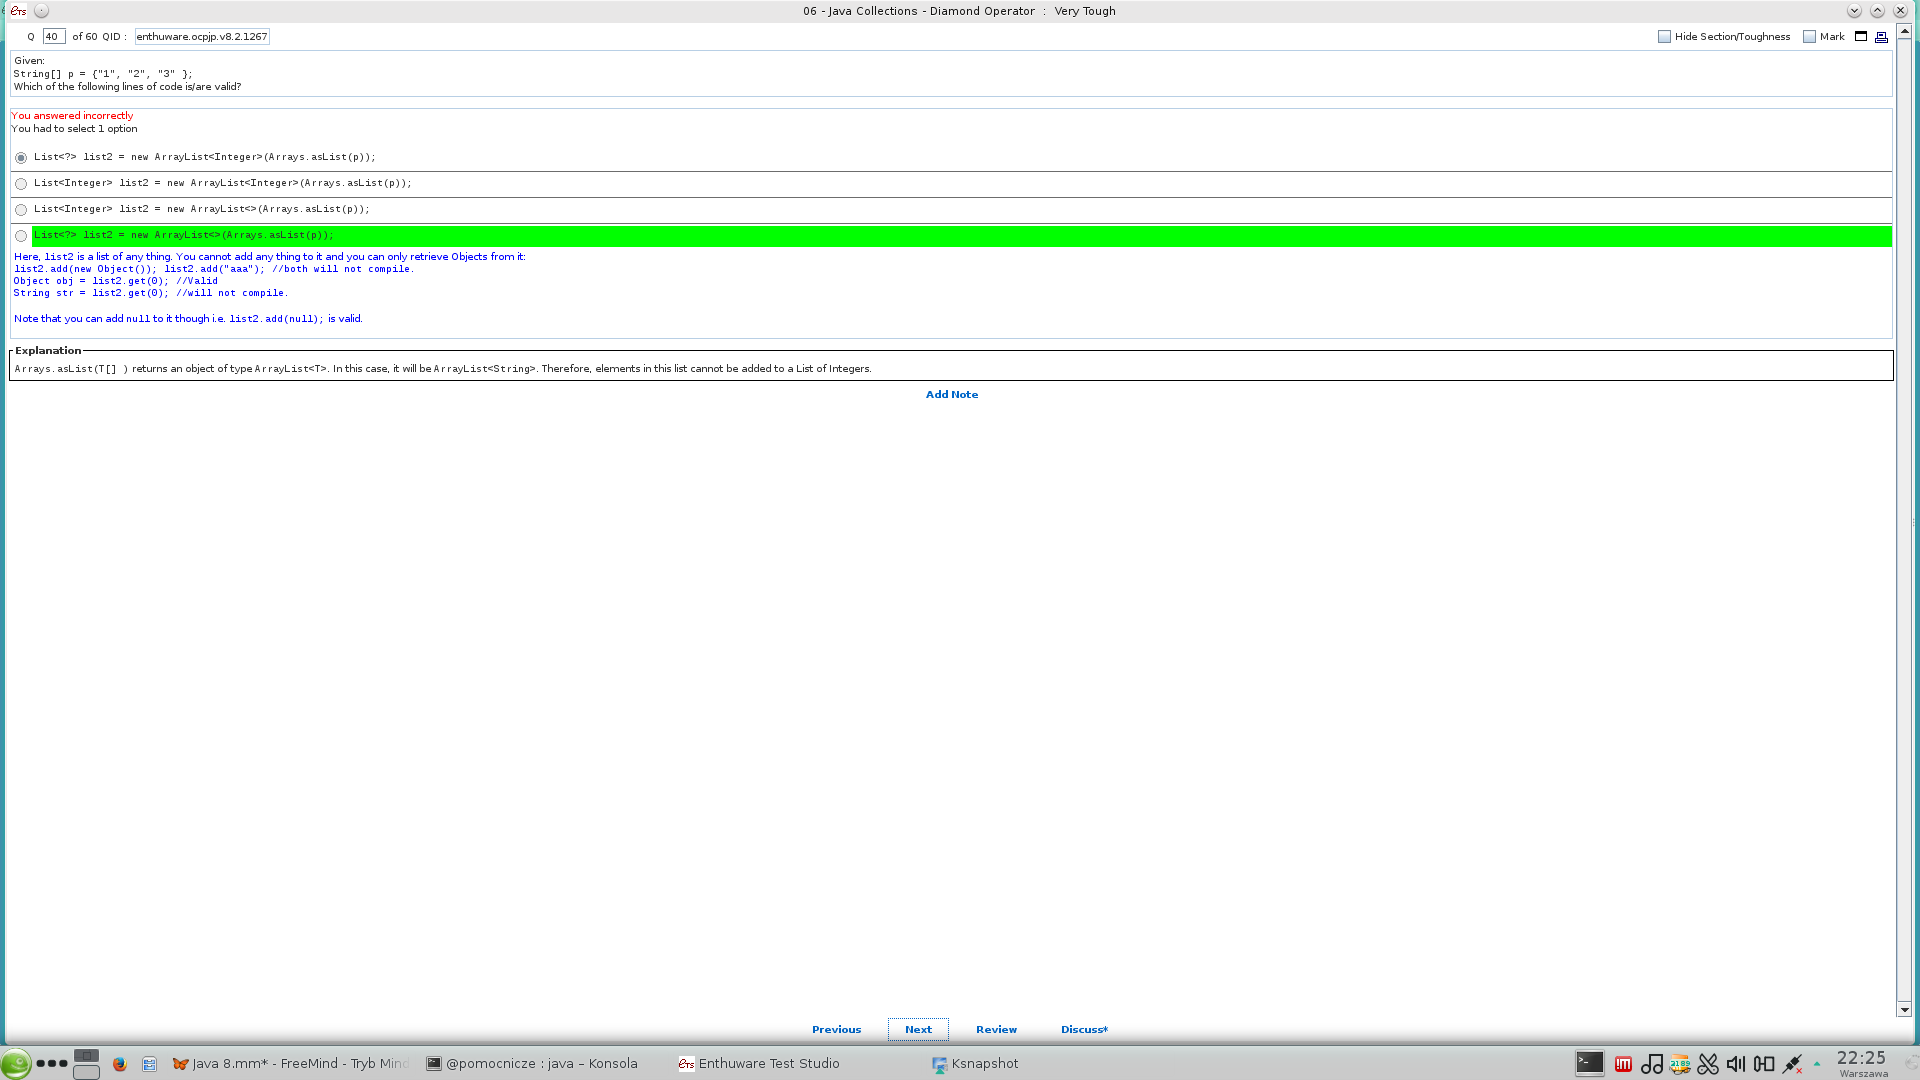 ETS
06 - Java Collections - Diamond Operator : Very Tough
Q 40 of 60 QID : enthuware.ocpjp.v8.2.1267
Hide Section/Toughness Mark
Given:
String[] p = {"1", "2", "3" };
Which of the following lines of code is/are valid?
You answered incorrectly
You had to select 1 option
List<?> list2 = new ArrayList<Integer>(Arrays.asList(p));
List<Integer> list2 = new ArrayList<Integer>(Arrays.asList(p));
List<Integer> list2 = new ArrayList<>(Arrays.asList(p));
List<?> list2 = new ArrayList<>(Arrays.asList(p));
Here, list2 is a list of any thing. You cannot add any thing to it and you can only retrieve Objects from it:
list2.add(new Object()); list2.add("aaa"); //both will not compile.
Object obj = list2.get(0); //Valid
String str = list2.get(0); //will not compile.
Note that you can add null to it though i.e. list2.add(null); is valid.
Explanation
Arrays.asList(T[] ) returns an object of type ArrayList<T>. In this case, it will be ArrayList<String>. Therefore, elements in this list cannot be added to a List of Integers.
Add Note
Previous Next Review Discuss*
Java 8.mm* - FreeMind - Tryb Mind
@pomocnicze : java – Konsola
ETS Enthuware Test Studio
Ksnapshot
22:25
Warszawa